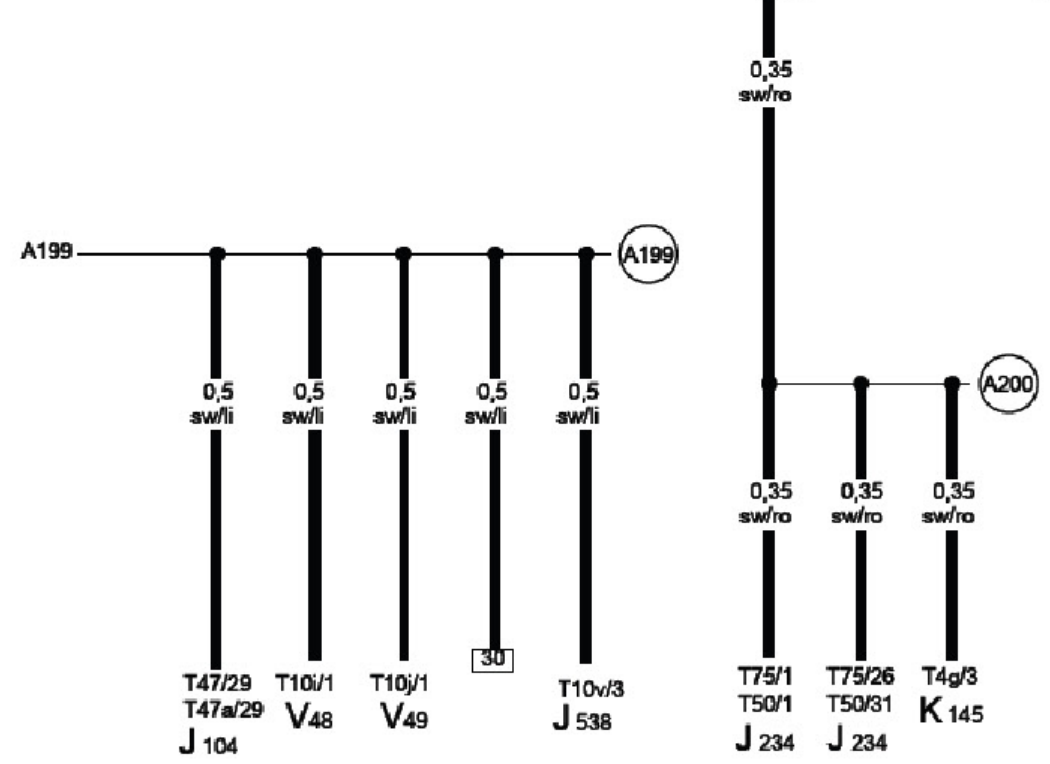 0,35
sw/ro
A199
A199
A200
0,5
sw/li
0,5
sw/li
0,5
sw/li
0,5
sw/li
0,5
sw/li
0,35
sw/ro
0,35
sw/ro
0,35
sw/ro
T47/29
T47a/29
J 104
T10i/1
V48
T10j/1
V49
30
T10v/3
J 538
T75/1
T50/1
J 234
T75/26
T50/31
J 234
T4g/3
K 145